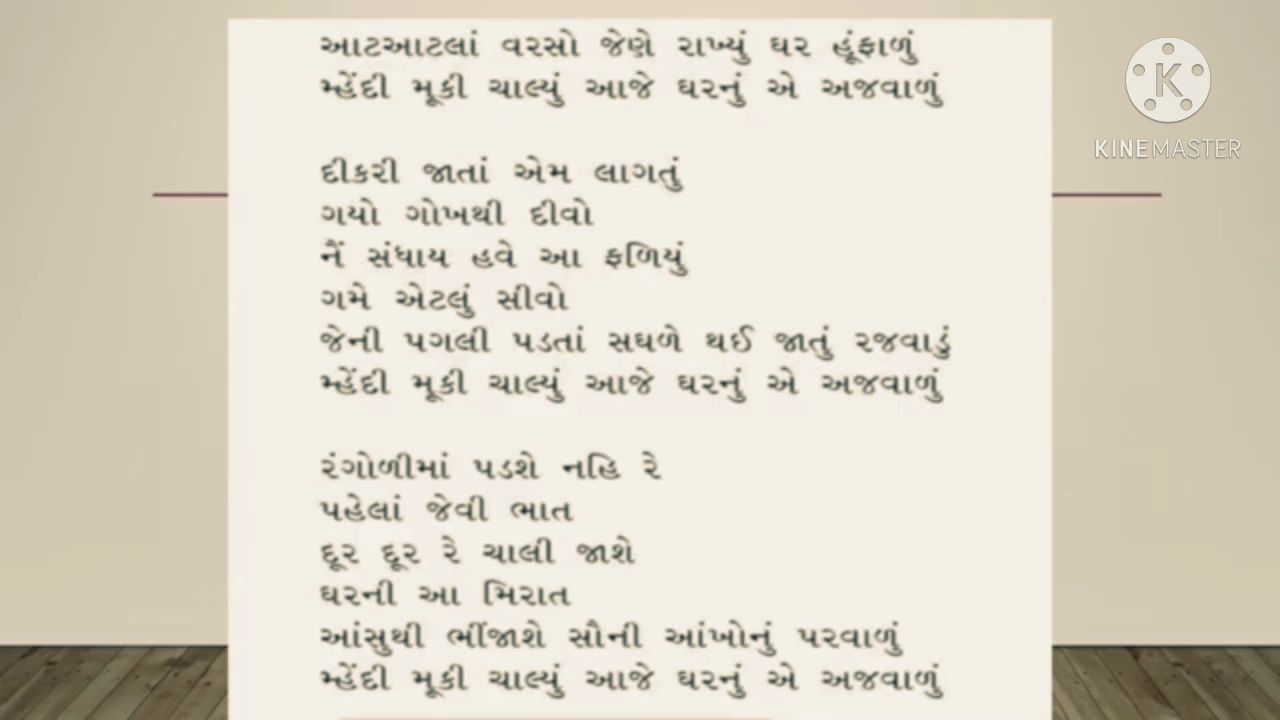 આટઆટલાં વરસો જેણે રાખ્યું ઘર હૂંફાળું
મ્હેંદી મૂકી ચાલ્યું આજે ઘરનું એ અજવાળું
દીકરી જાતાં એમ લાગતું
ગયો ગોખથી દીવો
નૈં સંધાય હવે આ ફળિયું
ગમે એટલું સીવો
જેની પગલી પડતાં સઘળે થઈ જાતું રજવાડું
મ્હેંદી મૂકી ચાલ્યું આજે ઘરનું એ અજવાળું
રંગોળીમાં પડશે નહિ રે
પહેલાં જેવી ભાત
દૂર દૂર રે ચાલી જાશે
ઘરની આ મિરાત
આંસુથી ભીંજાશે સૌની આંખોનું પરવાળું
મ્હેંદી મૂકી ચાલ્યું આજે ઘરનું એ અજવાળું
K
KINEMASTER